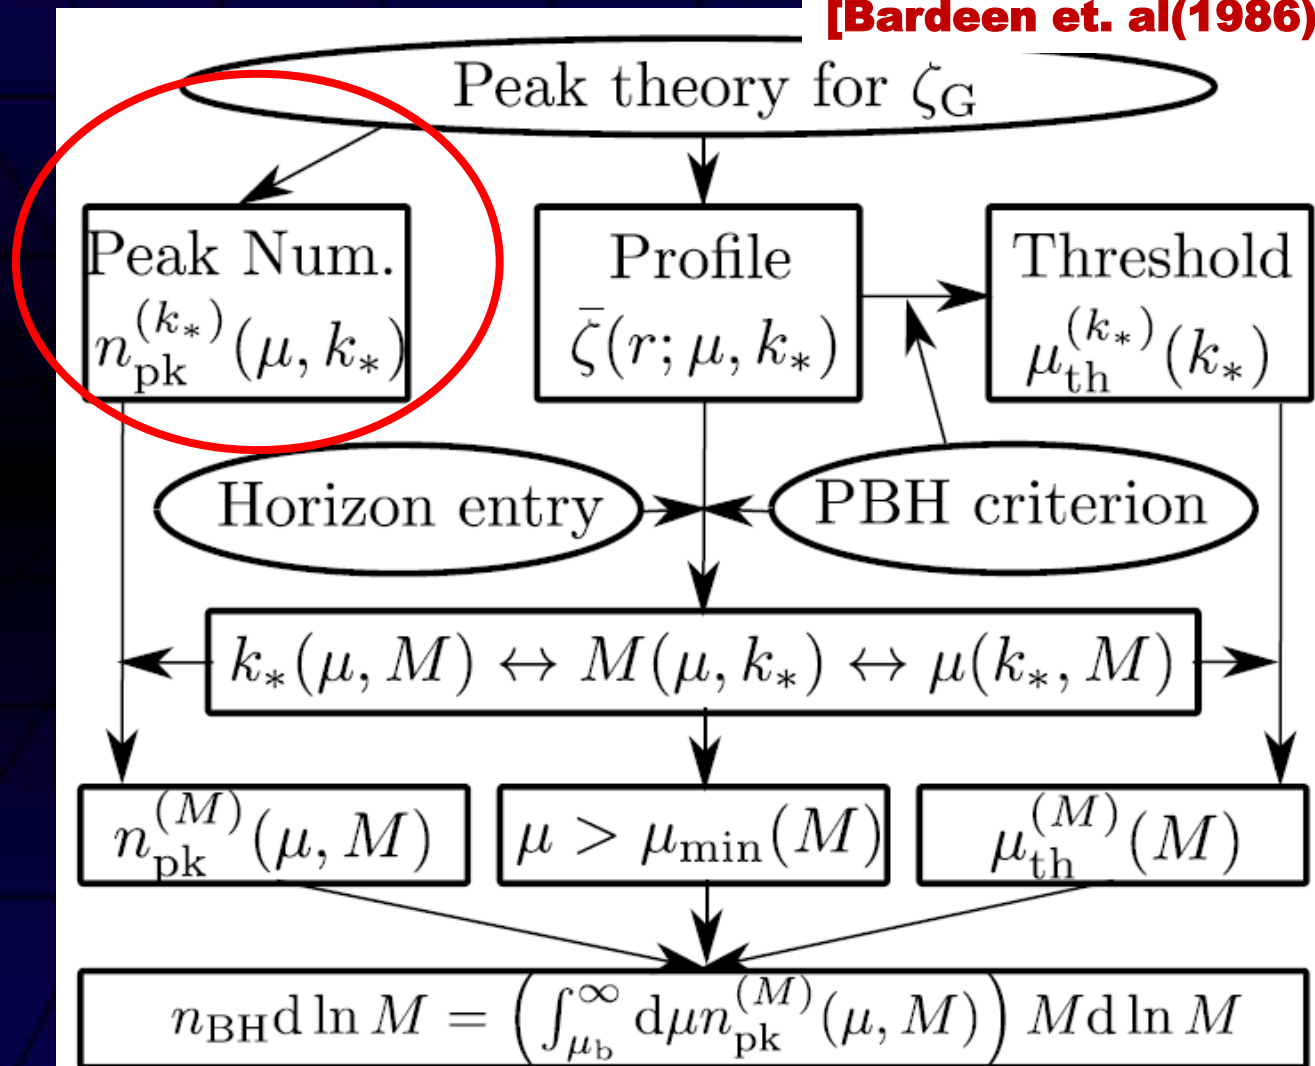 [Bardeen et. al(1986)
Peak theory for ζ_G
Peak Num.
n_pk^(k_*)(μ, k_*)
Profile
ζ̄(r; μ, k_*)
Threshold
μ_th^(k_*)(k_*)
Horizon entry
PBH criterion
k_*(μ, M) ↔ M(μ, k_*) ↔ μ(k_*, M)
n_pk^(M)(μ, M)
μ > μ_min(M)
μ_th^(M)(M)
n_BH d ln M = (∫_{μ_b}^∞ dμ n_pk^(M)(μ, M)) M d ln M